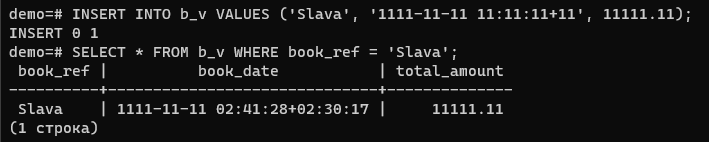 demo=# INSERT INTO b_v VALUES ('Slava', '1111-11-11 11:11:11+11', 11111.11);
INSERT 0 1
demo=# SELECT * FROM b_v WHERE book_ref = 'Slava';
 book_ref |          book_date           | total_amount
----------+------------------------------+--------------
 Slava    | 1111-11-11 02:41:28+02:30:17 |     11111.11
(1 строка)